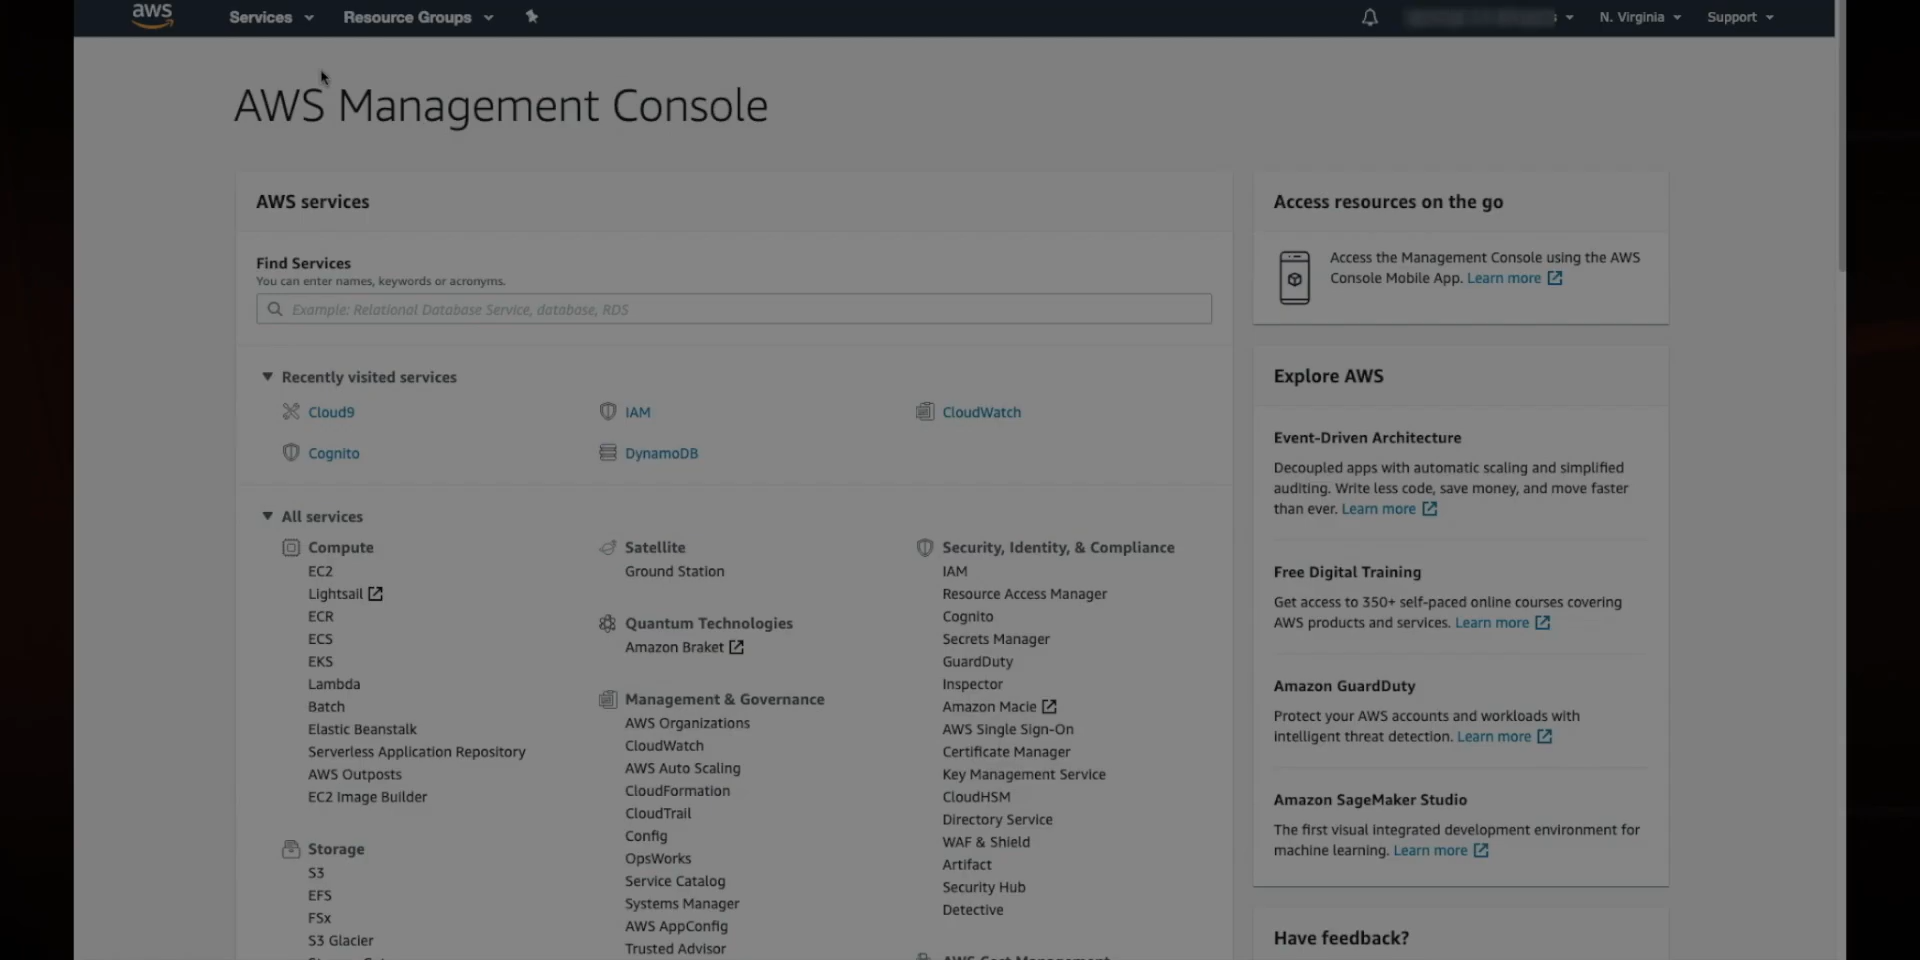 aws
Services
Resource Groups
N. Virginia
Support
AWS Management Console
AWS services
Find Services
You can enter names, keywords or acronyms.
Example: Relational Database Service, database, RDS
Recently visited services
Cloud9
IAM
CloudWatch
Cognito
DynamoDB
All services
Compute
EC2
Lightsail
ECR
ECS
EKS
Lambda
Batch
Elastic Beanstalk
Serverless Application Repository
AWS Outposts
EC2 Image Builder
Storage
S3
EFS
FSx
S3 Glacier
Satellite
Ground Station
Quantum Technologies
Amazon Braket
Management & Governance
AWS Organizations
CloudWatch
AWS Auto Scaling
CloudFormation
CloudTrail
Config
OpsWorks
Service Catalog
Systems Manager
AWS AppConfig
Trusted Advisor
Security, Identity, & Compliance
IAM
Resource Access Manager
Cognito
Secrets Manager
GuardDuty
Inspector
Amazon Macie
AWS Single Sign-On
Certificate Manager
Key Management Service
CloudHSM
Directory Service
WAF & Shield
Artifact
Security Hub
Detective
Access resources on the go
Access the Management Console using the AWS
Console Mobile App. Learn more
Explore AWS
Event-Driven Architecture
Decoupled apps with automatic scaling and simplified
auditing. Write less code, save money, and move faster
than ever. Learn more
Free Digital Training
Get access to 350+ self-paced online courses covering
AWS products and services. Learn more
Amazon GuardDuty
Protect your AWS accounts and workloads with
intelligent threat detection. Learn more
Amazon SageMaker Studio
The first visual integrated development environment for
machine learning. Learn more
Have feedback?